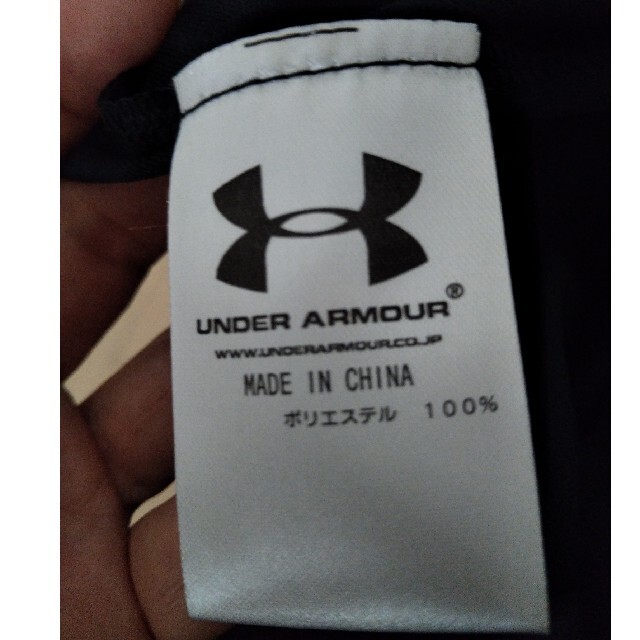 UNDER ARMOUR®
WWW.UNDERARMOUR.CO.JP
MADE IN CHINA
ポリエステル 100%